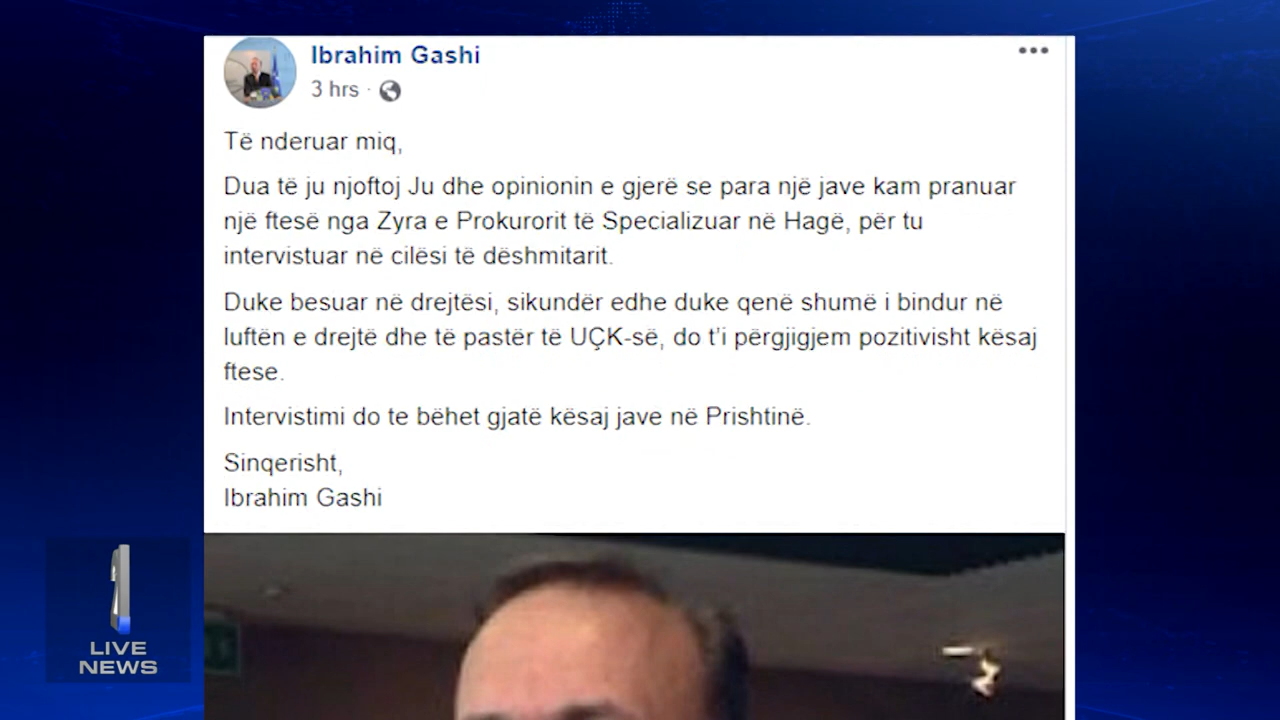 Ibrahim Gashi
3 hrs ·
Të nderuar miq,
Dua të ju njoftoj Ju dhe opinionin e gjerë se para një jave kam pranuar
një ftesë nga Zyra e Prokurorit të Specializuar në Hagë, për tu
intervistuar në cilësi të dëshmitarit.
Duke besuar në drejtësi, sikundër edhe duke qenë shumë i bindur në
luftën e drejtë dhe të pastër të UÇK-së, do t’i përgjigjem pozitivisht kësaj
ftese.
Intervistimi do te bëhet gjatë kësaj jave në Prishtinë.
Sinqerisht,
Ibrahim Gashi
1
LIVE
NEWS